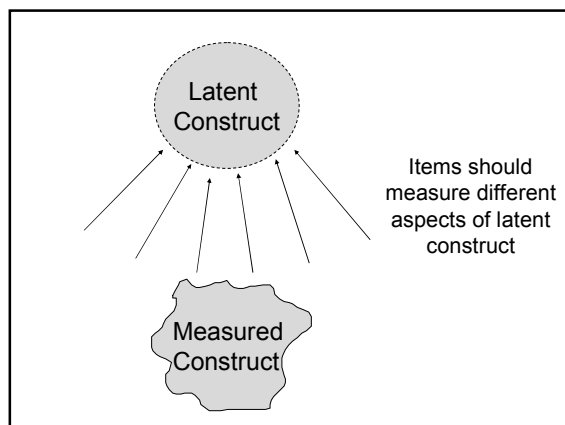 Latent
Construct
Items should
measure different
aspects of latent
construct
Measured
Construct